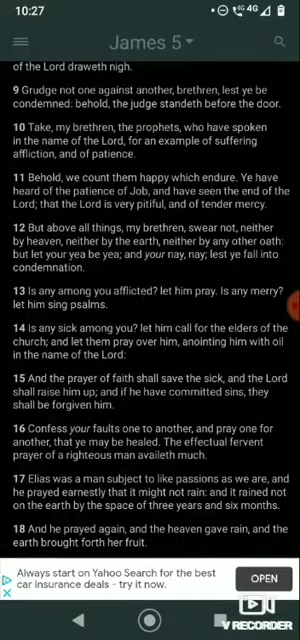 10:27
4G 4G
James 5
of the Lord draweth nigh.
9 Grudge not one against another, brethren, lest ye be
condemned: behold, the judge standeth before the door.
10 Take, my brethren, the prophets, who have spoken
in the name of the Lord, for an example of suffering
affliction, and of patience.
11 Behold, we count them happy which endure. Ye have
heard of the patience of Job, and have seen the end of the
Lord; that the Lord is very pitiful, and of tender mercy.
12 But above all things, my brethren, swear not, neither
by heaven, neither by the earth, neither by any other oath:
but let your yea be yea; and your nay, nay; lest ye fall into
condemnation.
13 Is any among you afflicted? let him pray. Is any merry?
let him sing psalms.
14 Is any sick among you? let him call for the elders of the
church; and let them pray over him, anointing him with oil
in the name of the Lord:
15 And the prayer of faith shall save the sick, and the Lord
shall raise him up; and if he have committed sins, they
shall be forgiven him.
16 Confess your faults one to another, and pray one for
another, that ye may be healed. The effectual fervent
prayer of a righteous man availeth much.
17 Elias was a man subject to like passions as we are, and
he prayed earnestly that it might not rain: and it rained not
on the earth by the space of three years and six months.
18 And he prayed again, and the heaven gave rain, and the
earth brought forth her fruit.
Always start on Yahoo Search for the best
car insurance deals - try it now.
OPEN
V RECORDER